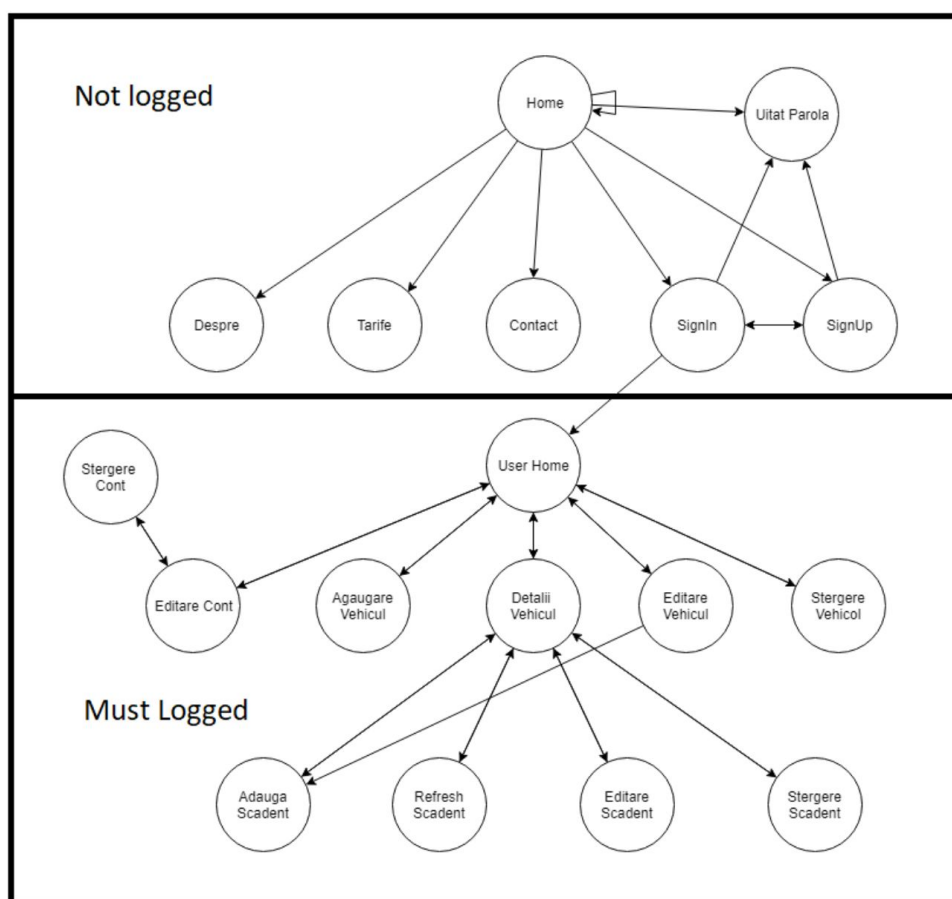 Not logged
Home
Uitat Parola
Despre
Tarife
Contact
SignIn
SignUp
Stergere
Cont
User Home
Editare Cont
Agaugare
Vehicul
Detalii
Vehicul
Editare
Vehicul
Stergere
Vehicol
Must Logged
Adauga
Scadent
Refresh
Scadent
Editare
Scadent
Stergere
Scadent